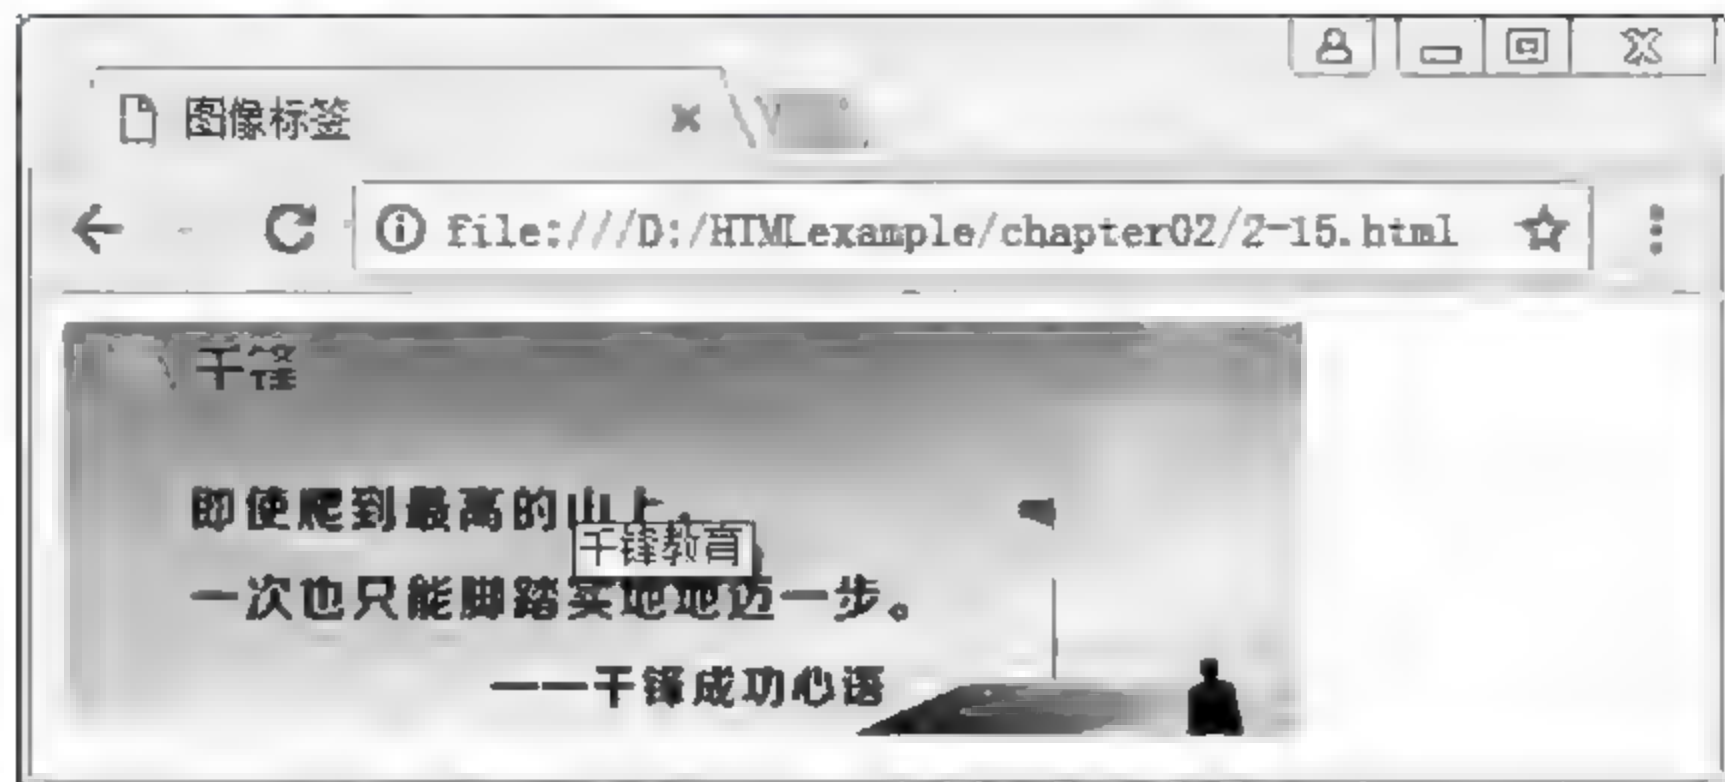 图像标签
file:///D:/HTMLexample/chapter02/2-15.html
千锋
即使爬到最高的山上,
千锋教育
一次也只能脚踏实地地迈一步。
——千锋成功心语